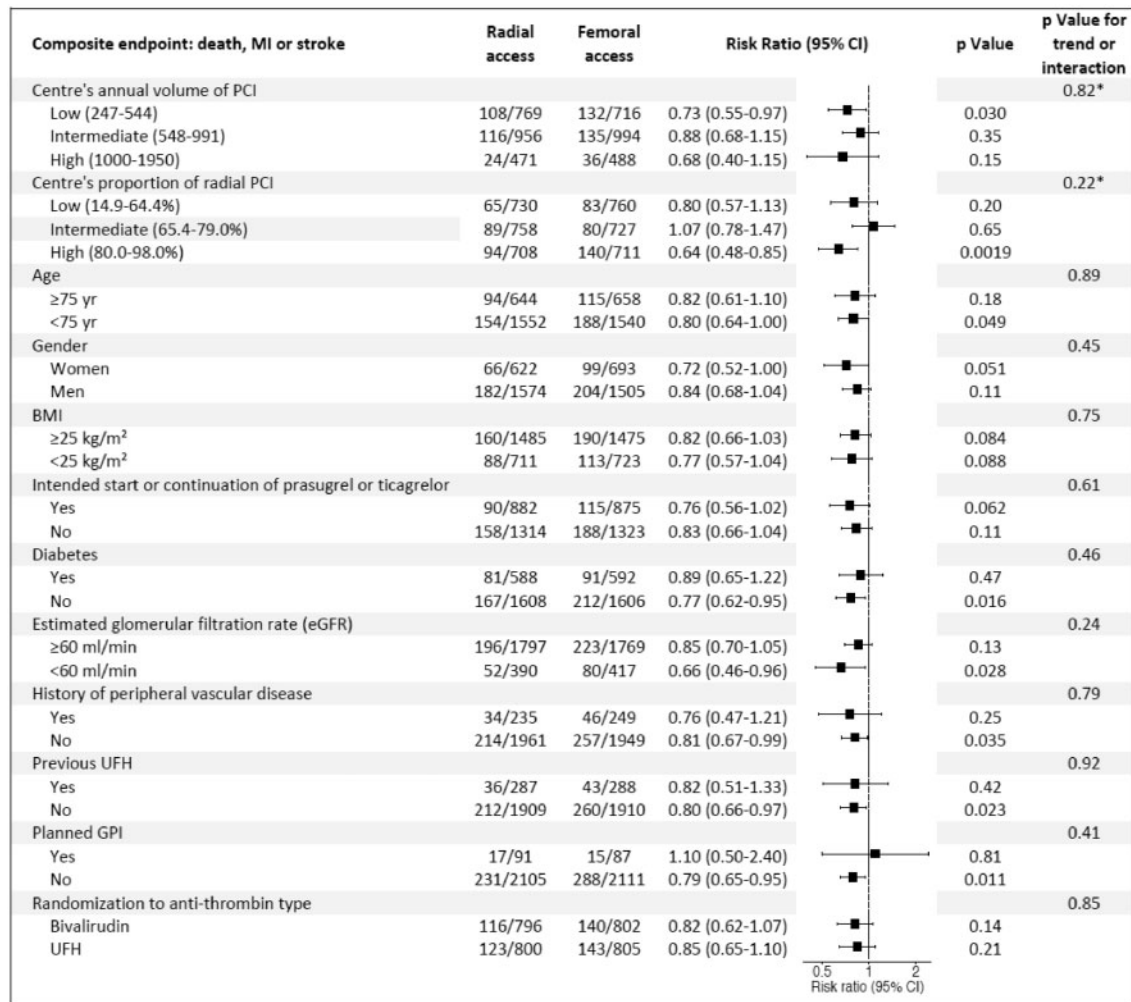 Composite endpoint: death, MI or stroke Radial access Femoral access Risk Ratio (95% CI) p Value p Value for trend or interaction
Centre's annual volume of PCI 0.82*
Low (247-544) 108/769 132/716 0.73 (0.55-0.97) 0.030
Intermediate (548-991) 116/956 135/994 0.88 (0.68-1.15) 0.35
High (1000-1950) 24/471 36/488 0.68 (0.40-1.15) 0.15
Centre's proportion of radial PCI 0.22*
Low (14.9-64.4%) 65/730 83/760 0.80 (0.57-1.13) 0.20
Intermediate (65.4-79.0%) 89/758 80/727 1.07 (0.78-1.47) 0.65
High (80.0-98.0%) 94/708 140/711 0.64 (0.48-0.85) 0.0019
Age 0.89
≥75 yr 94/644 115/658 0.82 (0.61-1.10) 0.18
<75 yr 154/1552 188/1540 0.80 (0.64-1.00) 0.049
Gender 0.45
Women 66/622 99/693 0.72 (0.52-1.00) 0.051
Men 182/1574 204/1505 0.84 (0.68-1.04) 0.11
BMI 0.75
≥25 kg/m² 160/1485 190/1475 0.82 (0.66-1.03) 0.084
<25 kg/m² 88/711 113/723 0.77 (0.57-1.04) 0.088
Intended start or continuation of prasugrel or ticagrelor 0.61
Yes 90/882 115/875 0.76 (0.56-1.02) 0.062
No 158/1314 188/1323 0.83 (0.66-1.04) 0.11
Diabetes 0.46
Yes 81/588 91/592 0.89 (0.65-1.22) 0.47
No 167/1608 212/1606 0.77 (0.62-0.95) 0.016
Estimated glomerular filtration rate (eGFR) 0.24
≥60 ml/min 196/1797 223/1769 0.85 (0.70-1.05) 0.13
<60 ml/min 52/390 80/417 0.66 (0.46-0.96) 0.028
History of peripheral vascular disease 0.79
Yes 34/235 46/249 0.76 (0.47-1.21) 0.25
No 214/1961 257/1949 0.81 (0.67-0.99) 0.035
Previous UFH 0.92
Yes 36/287 43/288 0.82 (0.51-1.33) 0.42
No 212/1909 260/1910 0.80 (0.66-0.97) 0.023
Planned GPI 0.41
Yes 17/91 15/87 1.10 (0.50-2.40) 0.81
No 231/2105 288/2111 0.79 (0.65-0.95) 0.011
Randomization to anti-thrombin type 0.85
Bivalirudin 116/796 140/802 0.82 (0.62-1.07) 0.14
UFH 123/800 143/805 0.85 (0.65-1.10) 0.21
0.5 1 2
Risk ratio (95% CI)